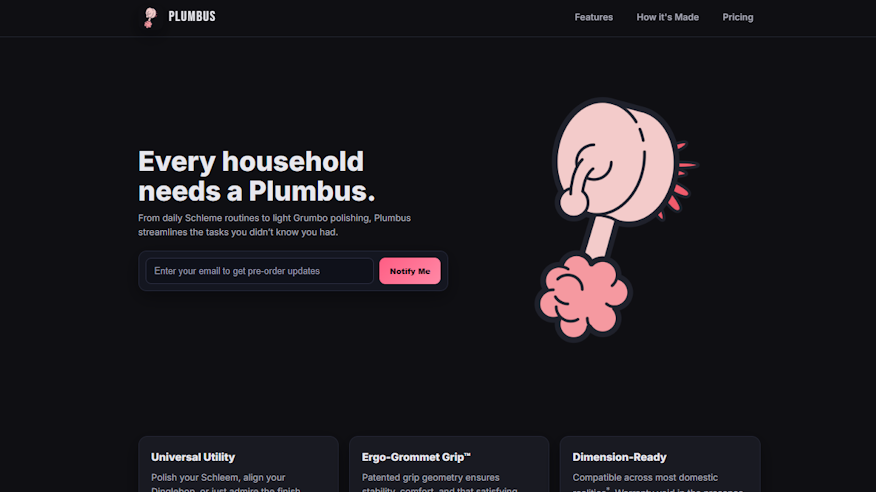 PLUMBUS
Features
How it's Made
Pricing
Every household
needs a Plumbus.
From daily Schleme routines to light Grumbo polishing, Plumbus
streamlines the tasks you didn't know you had.
Enter your email to get pre-order updates
Notify Me
Universal Utility
Polish your Schleem, align your
Dinglebop, or just admire the finish
Ergo-Grommet Grip™
Patented grip geometry ensures
stability, comfort, and that satisfying
Dimension-Ready
Compatible across most domestic
realities*. Warranty void in the presence